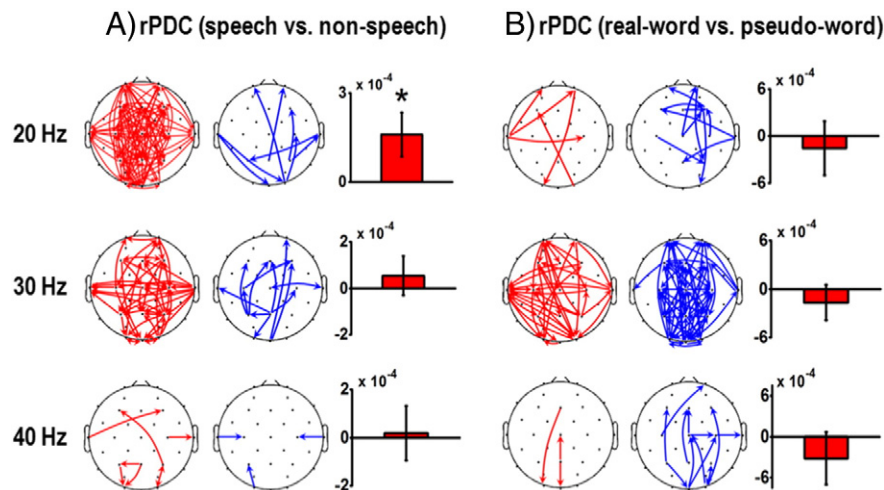 A) rPDC (speech vs. non-speech)
B) rPDC (real-word vs. pseudo-word)
20 Hz
3 x 10⁻⁴
*
0
6 x 10⁻⁴
0
-6
30 Hz
2 x 10⁻⁴
0
-2
6 x 10⁻⁴
0
-6
40 Hz
2 x 10⁻⁴
0
-2
6 x 10⁻⁴
0
-6